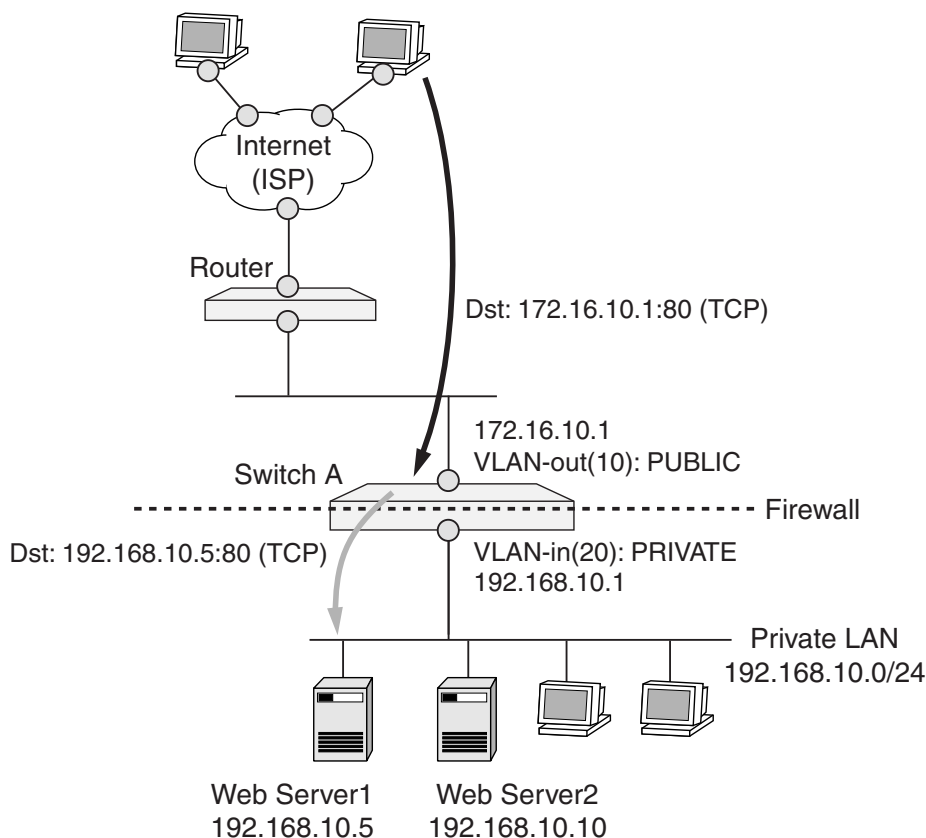 Internet
(ISP)
Router
Dst: 172.16.10.1:80 (TCP)
172.16.10.1
VLAN-out(10): PUBLIC
Switch A
Firewall
Dst: 192.168.10.5:80 (TCP)
VLAN-in(20): PRIVATE
192.168.10.1
Private LAN
192.168.10.0/24
Web Server1
192.168.10.5
Web Server2
192.168.10.10